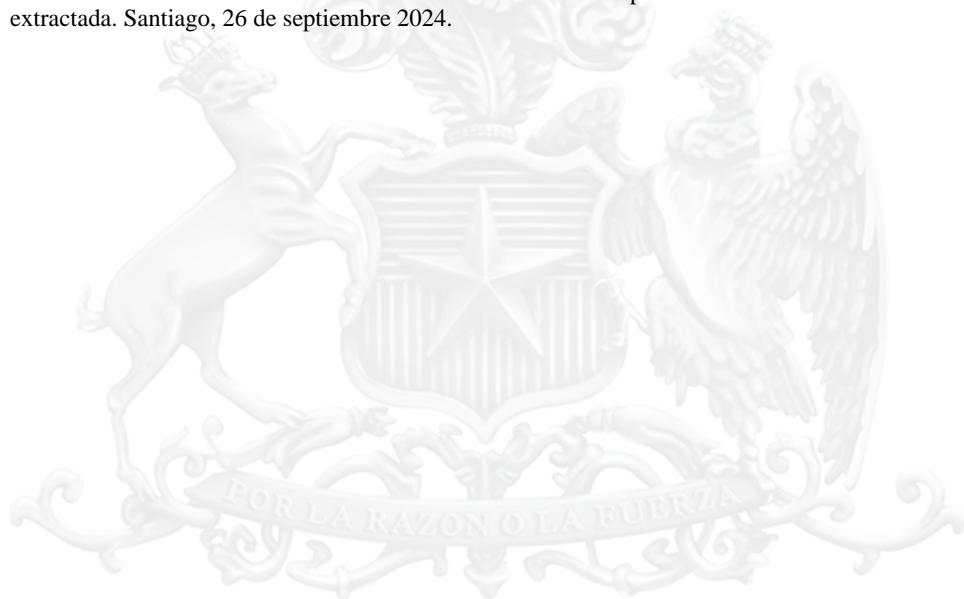 extractada. Santiago, 26 de septiembre 2024.
POR LA RAZON O LA FUERZA